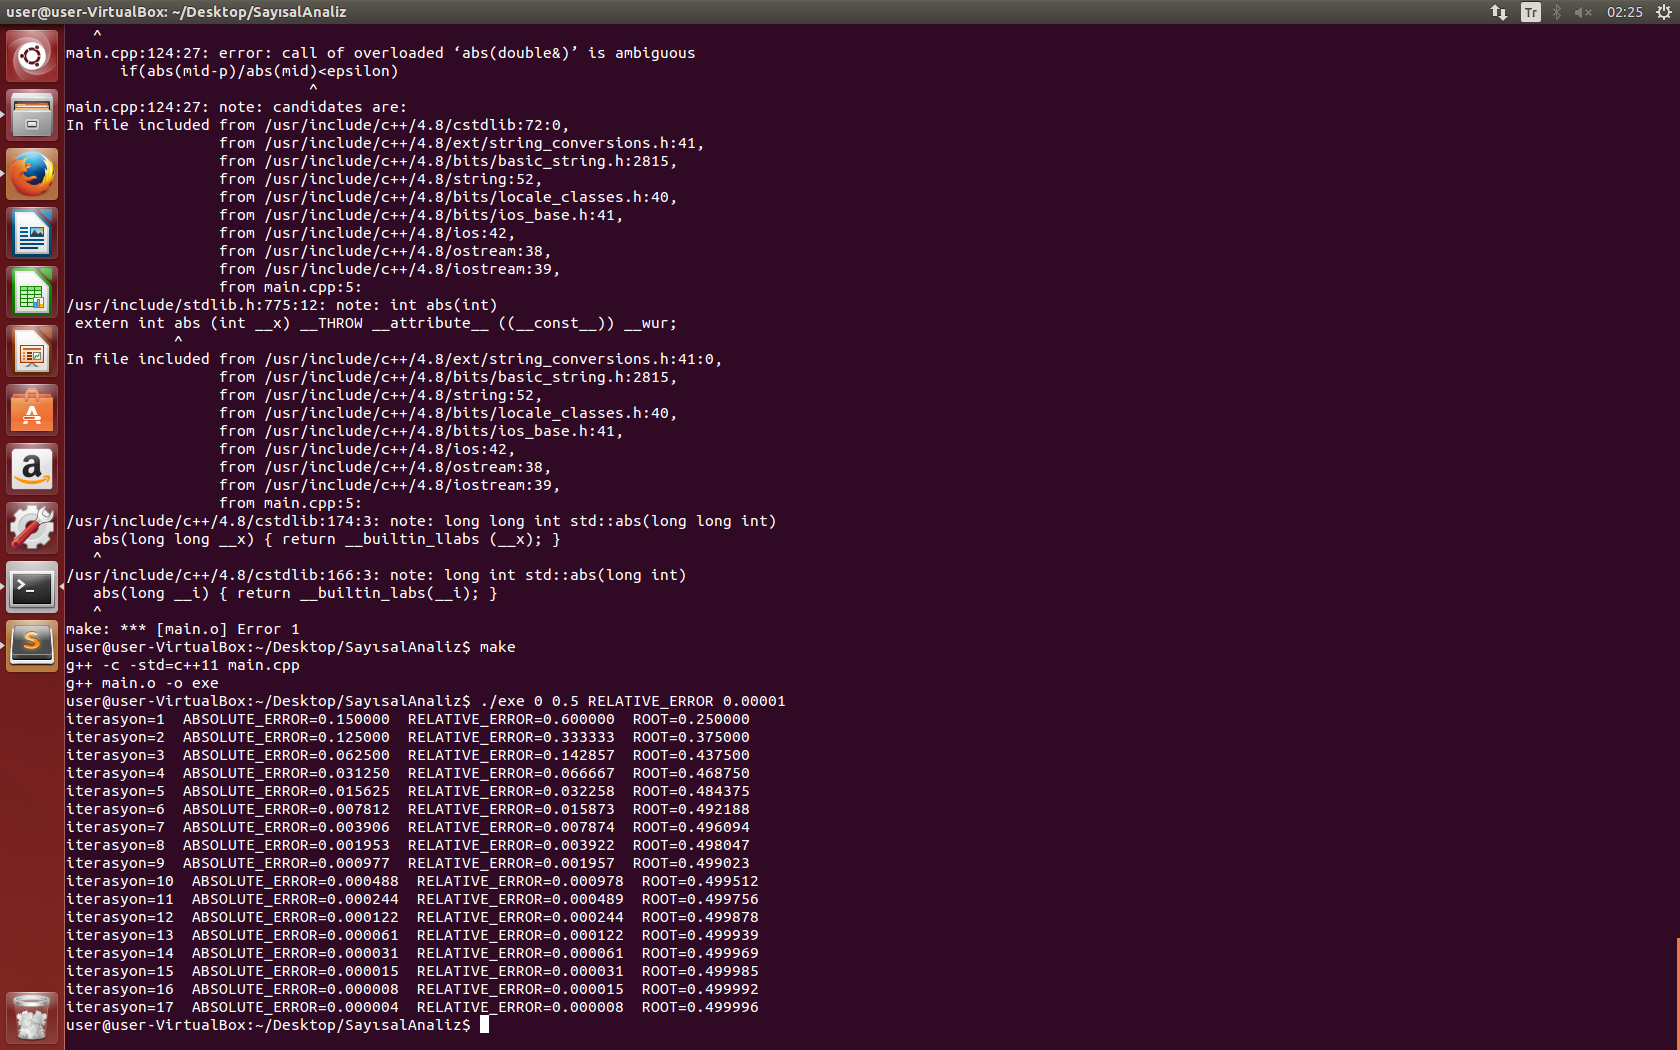 user@user-VirtualBox: ~/Desktop/SayısalAnaliz
Tr
02:25
^
main.cpp:124:27: error: call of overloaded ‘abs(double&)’ is ambiguous
if(abs(mid-p)/abs(mid)<epsilon)
^
main.cpp:124:27: note: candidates are:
In file included from /usr/include/c++/4.8/cstdlib:72:0,
from /usr/include/c++/4.8/ext/string_conversions.h:41,
from /usr/include/c++/4.8/bits/basic_string.h:2815,
from /usr/include/c++/4.8/string:52,
from /usr/include/c++/4.8/bits/locale_classes.h:40,
from /usr/include/c++/4.8/bits/ios_base.h:41,
from /usr/include/c++/4.8/ios:42,
from /usr/include/c++/4.8/ostream:38,
from /usr/include/c++/4.8/iostream:39,
from main.cpp:5:
/usr/include/stdlib.h:775:12: note: int abs(int)
extern int abs (int __x) __THROW __attribute__ ((__const__)) __wur;
^
In file included from /usr/include/c++/4.8/ext/string_conversions.h:41:0,
from /usr/include/c++/4.8/bits/basic_string.h:2815,
from /usr/include/c++/4.8/string:52,
from /usr/include/c++/4.8/bits/locale_classes.h:40,
from /usr/include/c++/4.8/bits/ios_base.h:41,
from /usr/include/c++/4.8/ios:42,
from /usr/include/c++/4.8/ostream:38,
from /usr/include/c++/4.8/iostream:39,
from main.cpp:5:
/usr/include/c++/4.8/cstdlib:174:3: note: long long int std::abs(long long int)
abs(long long __x) { return __builtin_llabs (__x); }
^
/usr/include/c++/4.8/cstdlib:166:3: note: long int std::abs(long int)
abs(long __i) { return __builtin_labs(__i); }
^
make: *** [main.o] Error 1
user@user-VirtualBox:~/Desktop/SayısalAnaliz$ make
g++ -c -std=c++11 main.cpp
g++ main.o -o exe
user@user-VirtualBox:~/Desktop/SayısalAnaliz$ ./exe 0 0.5 RELATIVE_ERROR 0.00001
iterasyon=1  ABSOLUTE_ERROR=0.150000  RELATIVE_ERROR=0.600000  ROOT=0.250000
iterasyon=2  ABSOLUTE_ERROR=0.125000  RELATIVE_ERROR=0.333333  ROOT=0.375000
iterasyon=3  ABSOLUTE_ERROR=0.062500  RELATIVE_ERROR=0.142857  ROOT=0.437500
iterasyon=4  ABSOLUTE_ERROR=0.031250  RELATIVE_ERROR=0.066667  ROOT=0.468750
iterasyon=5  ABSOLUTE_ERROR=0.015625  RELATIVE_ERROR=0.032258  ROOT=0.484375
iterasyon=6  ABSOLUTE_ERROR=0.007812  RELATIVE_ERROR=0.015873  ROOT=0.492188
iterasyon=7  ABSOLUTE_ERROR=0.003906  RELATIVE_ERROR=0.007874  ROOT=0.496094
iterasyon=8  ABSOLUTE_ERROR=0.001953  RELATIVE_ERROR=0.003922  ROOT=0.498047
iterasyon=9  ABSOLUTE_ERROR=0.000977  RELATIVE_ERROR=0.001957  ROOT=0.499023
iterasyon=10  ABSOLUTE_ERROR=0.000488  RELATIVE_ERROR=0.000978  ROOT=0.499512
iterasyon=11  ABSOLUTE_ERROR=0.000244  RELATIVE_ERROR=0.000489  ROOT=0.499756
iterasyon=12  ABSOLUTE_ERROR=0.000122  RELATIVE_ERROR=0.000244  ROOT=0.499878
iterasyon=13  ABSOLUTE_ERROR=0.000061  RELATIVE_ERROR=0.000122  ROOT=0.499939
iterasyon=14  ABSOLUTE_ERROR=0.000031  RELATIVE_ERROR=0.000061  ROOT=0.499969
iterasyon=15  ABSOLUTE_ERROR=0.000015  RELATIVE_ERROR=0.000031  ROOT=0.499985
iterasyon=16  ABSOLUTE_ERROR=0.000008  RELATIVE_ERROR=0.000015  ROOT=0.499992
iterasyon=17  ABSOLUTE_ERROR=0.000004  RELATIVE_ERROR=0.000008  ROOT=0.499996
user@user-VirtualBox:~/Desktop/SayısalAnaliz$